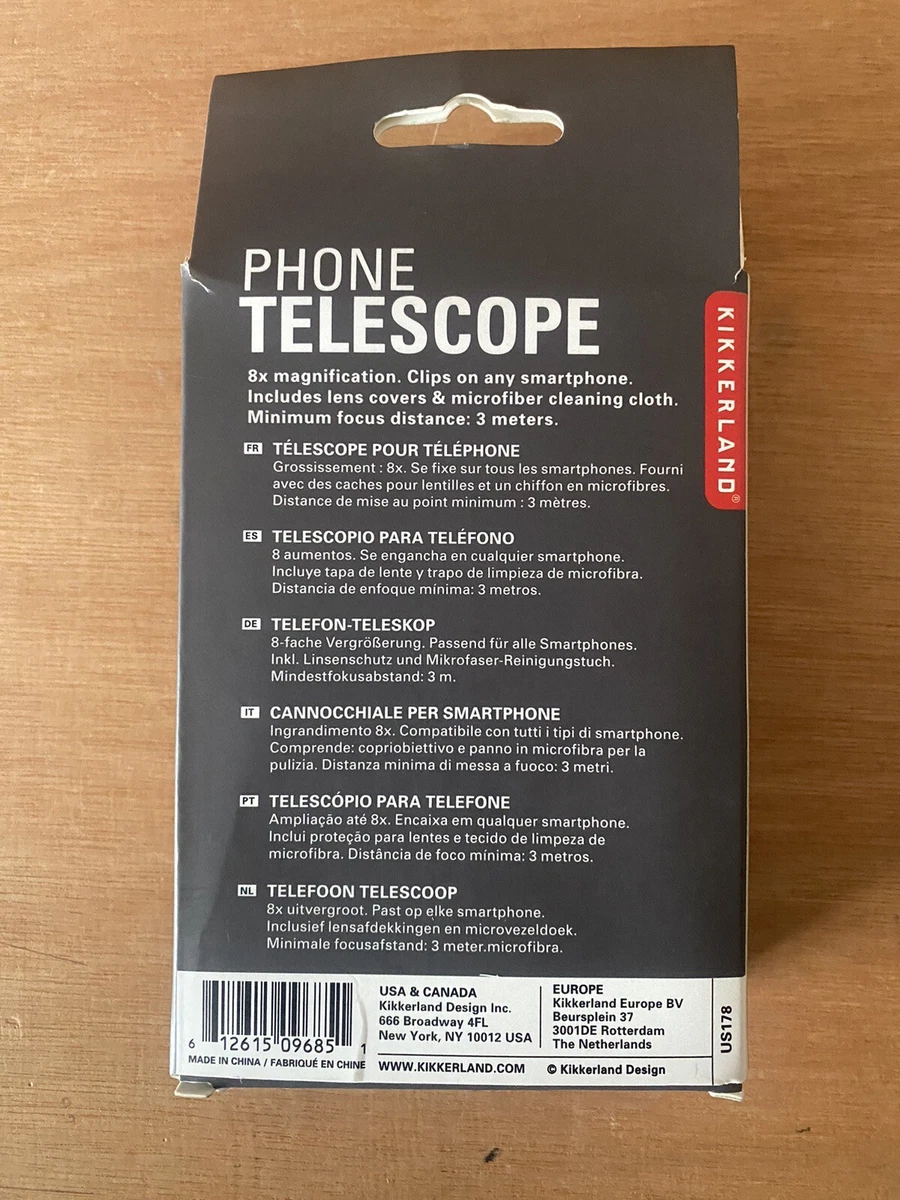 PHONE
TELESCOPE
KIKKERLAND®
8x magnification. Clips on any smartphone.
Includes lens covers & microfiber cleaning cloth.
Minimum focus distance: 3 meters.
FR TÉLESCOPE POUR TÉLÉPHONE
Grossissement : 8x. Se fixe sur tous les smartphones. Fourni
avec des caches pour lentilles et un chiffon en microfibres.
Distance de mise au point minimum : 3 mètres.
ES TELESCOPIO PARA TELÉFONO
8 aumentos. Se engancha en cualquier smartphone.
Incluye tapa de lente y trapo de limpieza de microfibra.
Distancia de enfoque mínima: 3 metros.
DE TELEFON-TELESKOP
8-fache Vergrößerung. Passend für alle Smartphones.
Inkl. Linsenschutz und Mikrofaser-Reinigungstuch.
Mindestfokusabstand: 3 m.
IT CANNOCCHIALE PER SMARTPHONE
Ingrandimento 8x. Compatibile con tutti i tipi di smartphone.
Comprende: copriobiettivo e panno in microfibra per la
pulizia. Distanza minima di messa a fuoco: 3 metri.
PT TELESCÓPIO PARA TELEFONE
Ampliação até 8x. Encaixa em qualquer smartphone.
Inclui proteção para lentes e tecido de limpeza de
microfibra. Distância de foco mínima: 3 metros.
NL TELEFOON TELESCOOP
8x uitvergroot. Past op elke smartphone.
Inclusief lensafdekkingen en microvezeldoek.
Minimale focusafstand: 3 meter.microfibra.
6 12615 09685 1
MADE IN CHINA / FABRIQUÉ EN CHINE
USA & CANADA
Kikkerland Design Inc.
666 Broadway 4FL
New York, NY 10012 USA
EUROPE
Kikkerland Europe BV
Beursplein 37
3001DE Rotterdam
The Netherlands
WWW.KIKKERLAND.COM © Kikkerland Design
US178